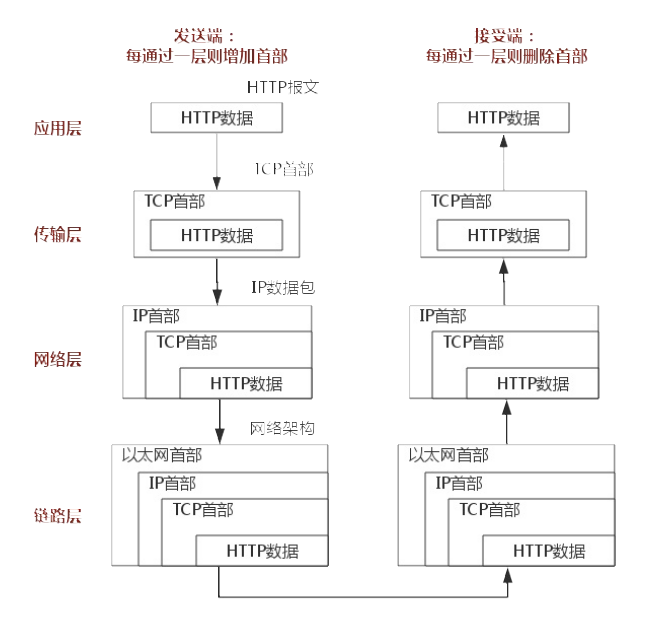 发送端：
每通过一层则增加首部
接受端：
每通过一层则删除首部
HTTP报文
应用层
HTTP数据
HTTP数据
TCP首部
TCP首部
TCP首部
传输层
HTTP数据
HTTP数据
IP数据包
IP首部
IP首部
TCP首部
TCP首部
网络层
HTTP数据
HTTP数据
网络架构
以太网首部
以太网首部
IP首部
IP首部
TCP首部
TCP首部
链路层
HTTP数据
HTTP数据